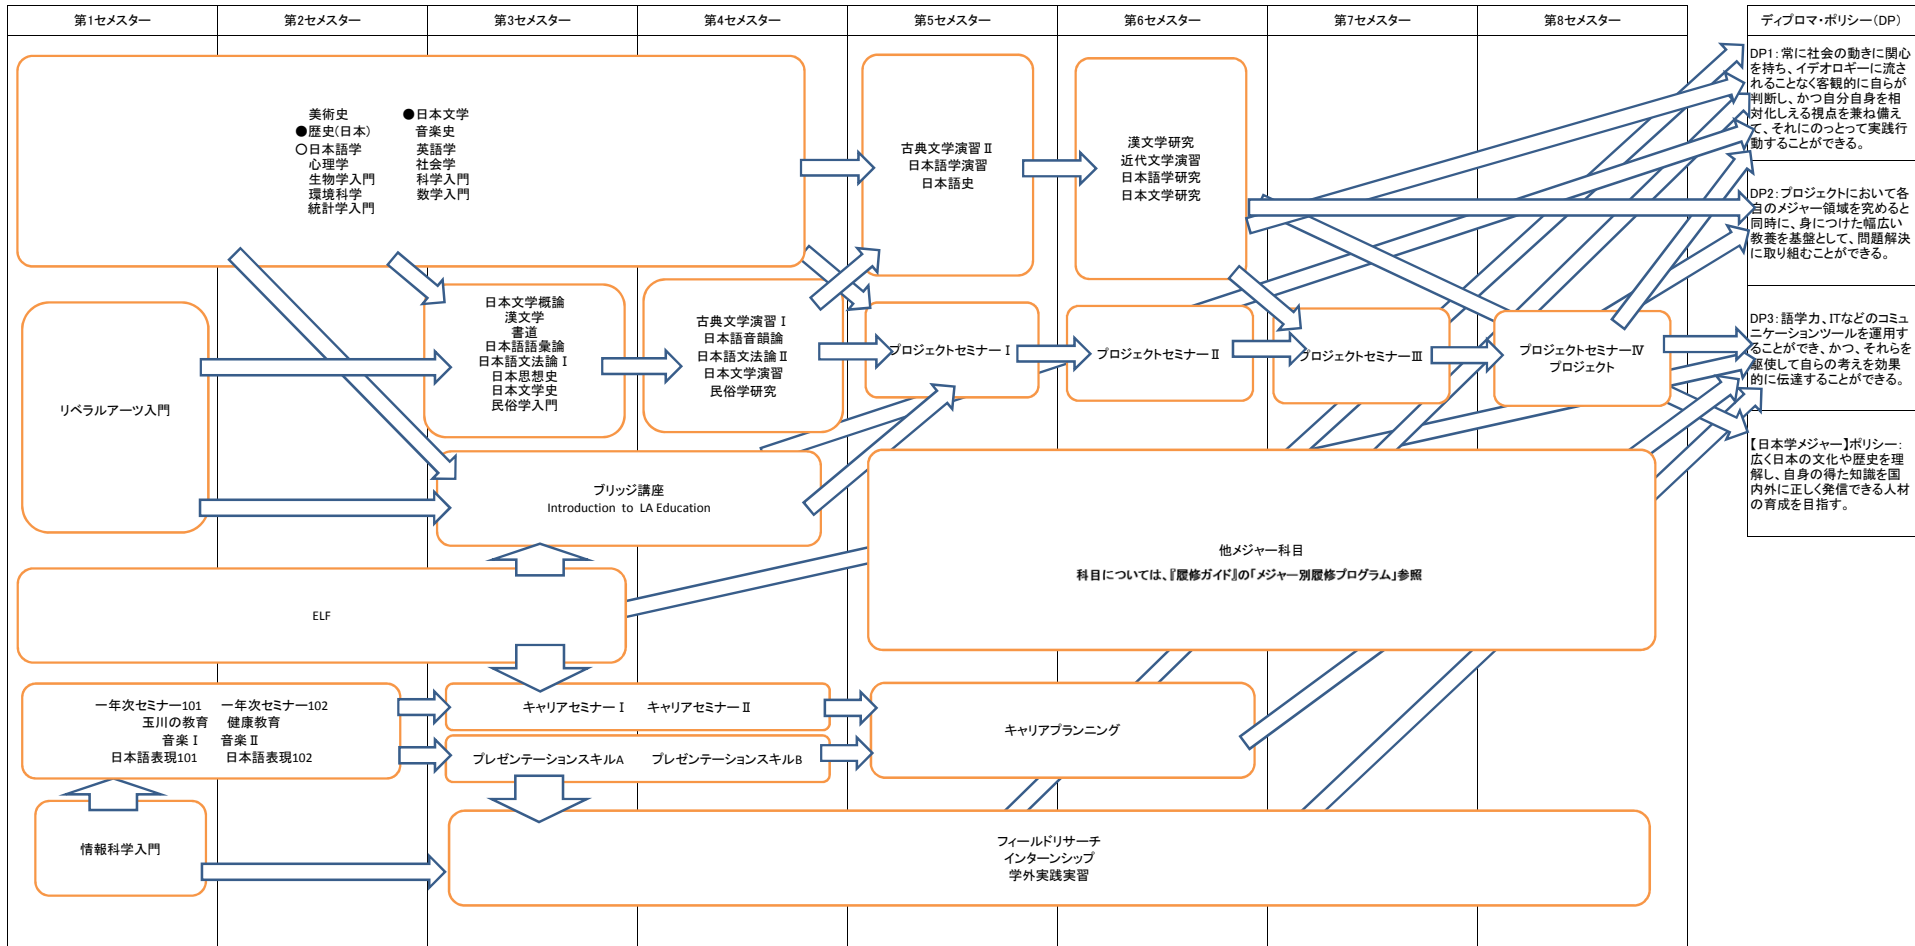 第1セメスター
第2セメスター
第3セメスター
第4セメスター
第5セメスター
第6セメスター
第7セメスター
第8セメスター
ディプロマ・ポリシー(DP)
美術史　●日本文学
●歴史(日本)　音楽史
○日本語学　英語学
心理学　社会学
生物学入門　科学入門
環境科学　数学入門
統計学入門
リベラルアーツ入門
日本文学概論
漢文学
書道
日本語語彙論
日本語文法論Ⅰ
日本思想史
日本文学史
民俗学入門
古典文学演習Ⅰ
日本語音韻論
日本語文法論Ⅱ
日本文学演習
民俗学研究
古典文学演習Ⅱ
日本語学演習
日本語史
漢文学研究
近代文学演習
日本語学研究
日本文学研究
プロジェクトセミナーⅠ
プロジェクトセミナーⅡ
プロジェクトセミナーⅢ
プロジェクトセミナーⅣ
プロジェクト
ブリッジ講座
Introduction to LA Education
他メジャー科目
科目については、『履修ガイド』の「メジャー別履修プログラム」参照
ELF
一年次セミナー101　一年次セミナー102
玉川の教育　健康教育
音楽Ⅰ　音楽Ⅱ
日本語表現101　日本語表現102
キャリアセミナーⅠ　キャリアセミナーⅡ
プレゼンテーションスキルA　プレゼンテーションスキルB
キャリアプランニング
情報科学入門
フィールドリサーチ
インターンシップ
学外実践実習
DP1:常に社会の動きに関心
を持ち、イデオロギーに流さ
れることなく客観的に自らが
判断し、かつ自分自身を相
対化しえる視点を兼ね備え
て、それにのっとって実践行
動することができる。
DP2:プロジェクトにおいて各
自のメジャー領域を究めると
同時に、身につけた幅広い
教養を基盤として、問題解決
に取り組むことができる。
DP3:語学力、ITなどのコミュ
ニケーションツールを運用す
ることができ、かつ、それらを
駆使して自らの考えを効果
的に伝達することができる。
【日本学メジャー】ポリシー:
広く日本の文化や歴史を理
解し、自身の得た知識を国
内外に正しく発信できる人材
の育成を目指す。